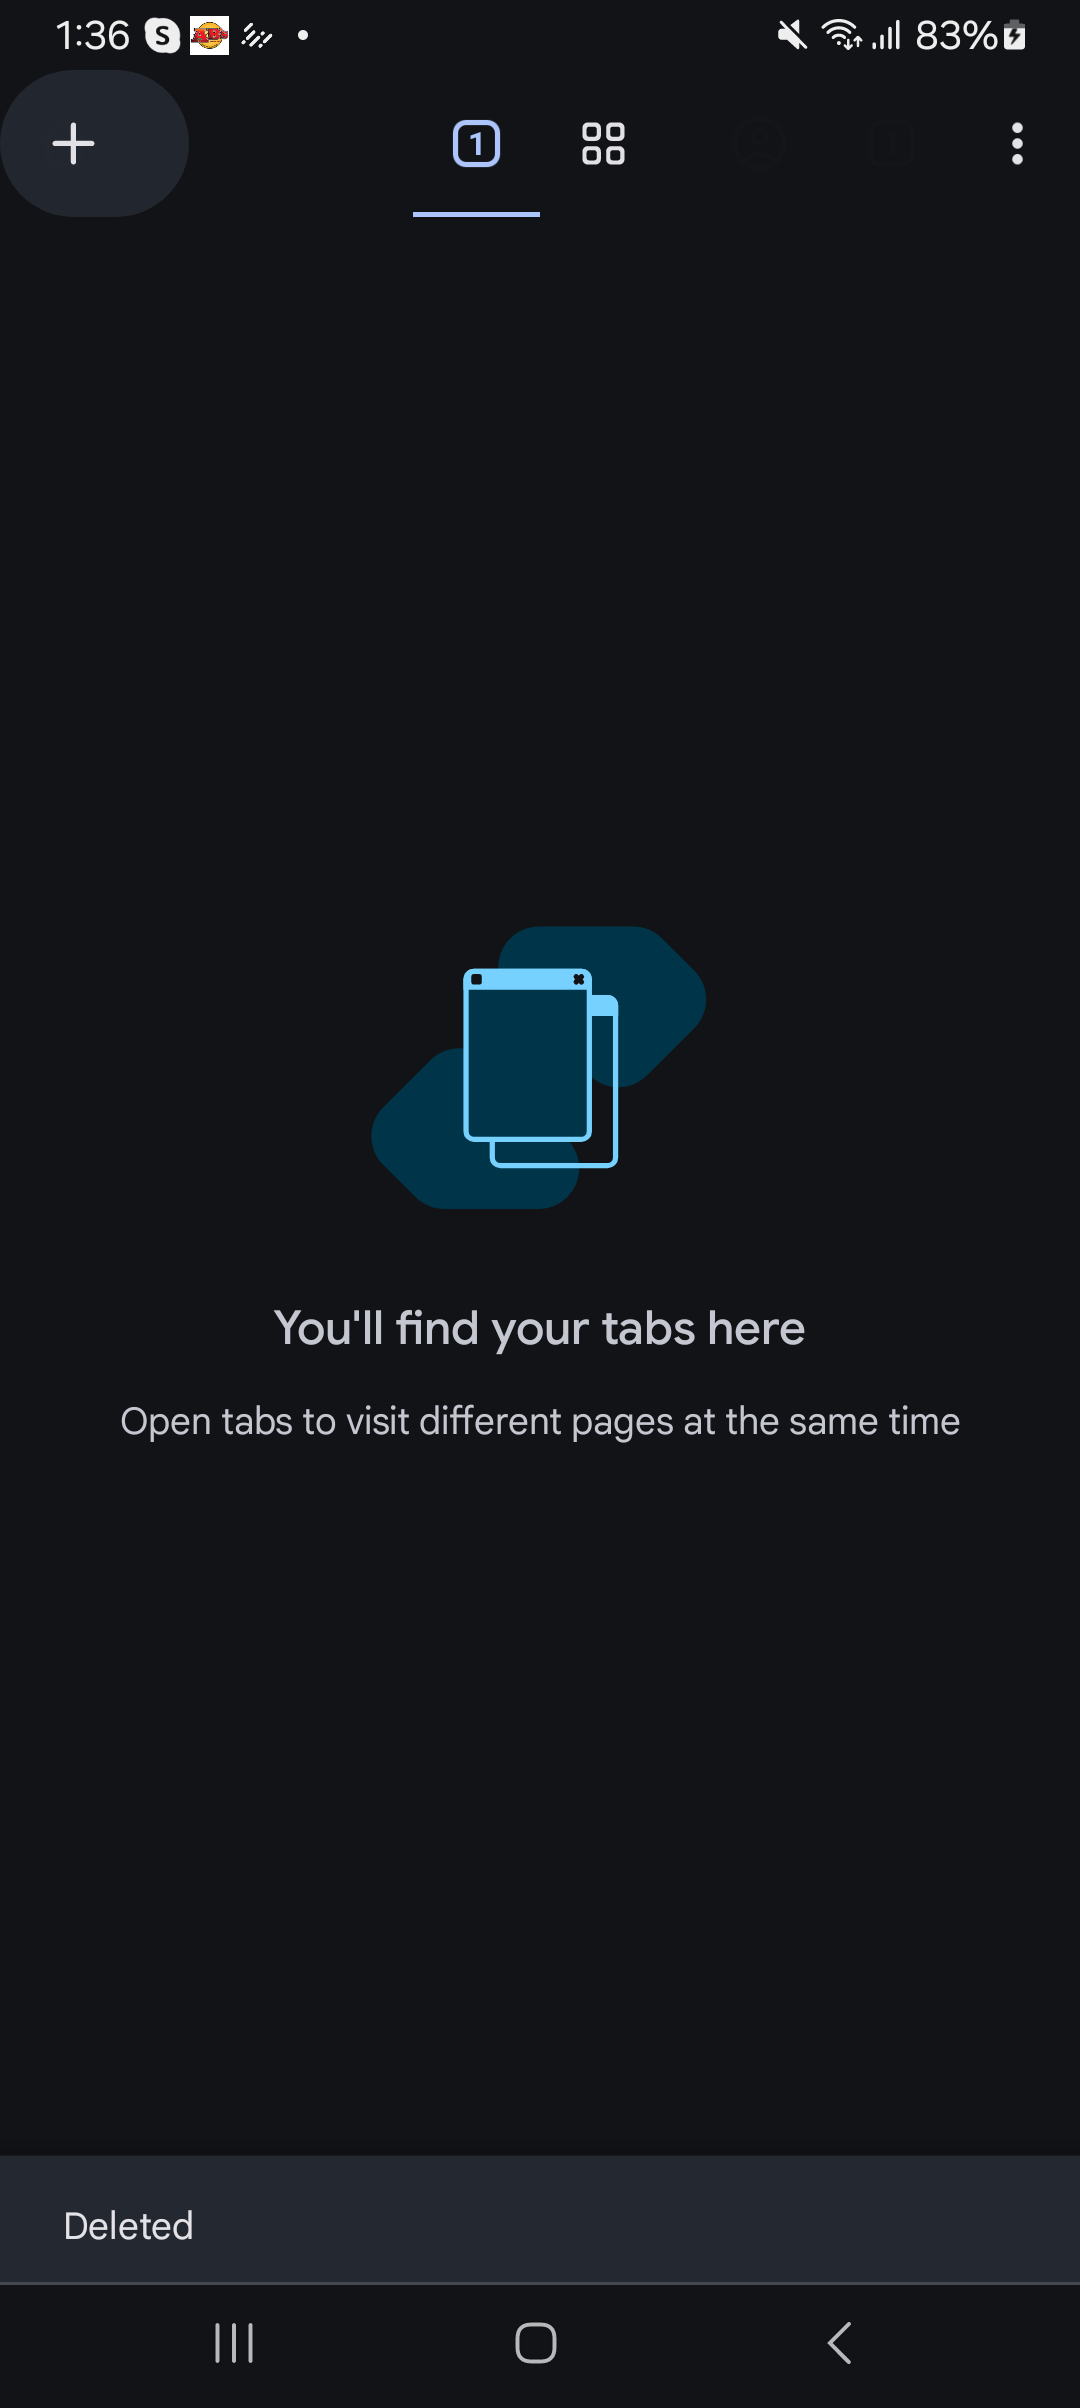 1:36 S AB's 83%
1
You'll find your tabs here
Open tabs to visit different pages at the same time
Deleted